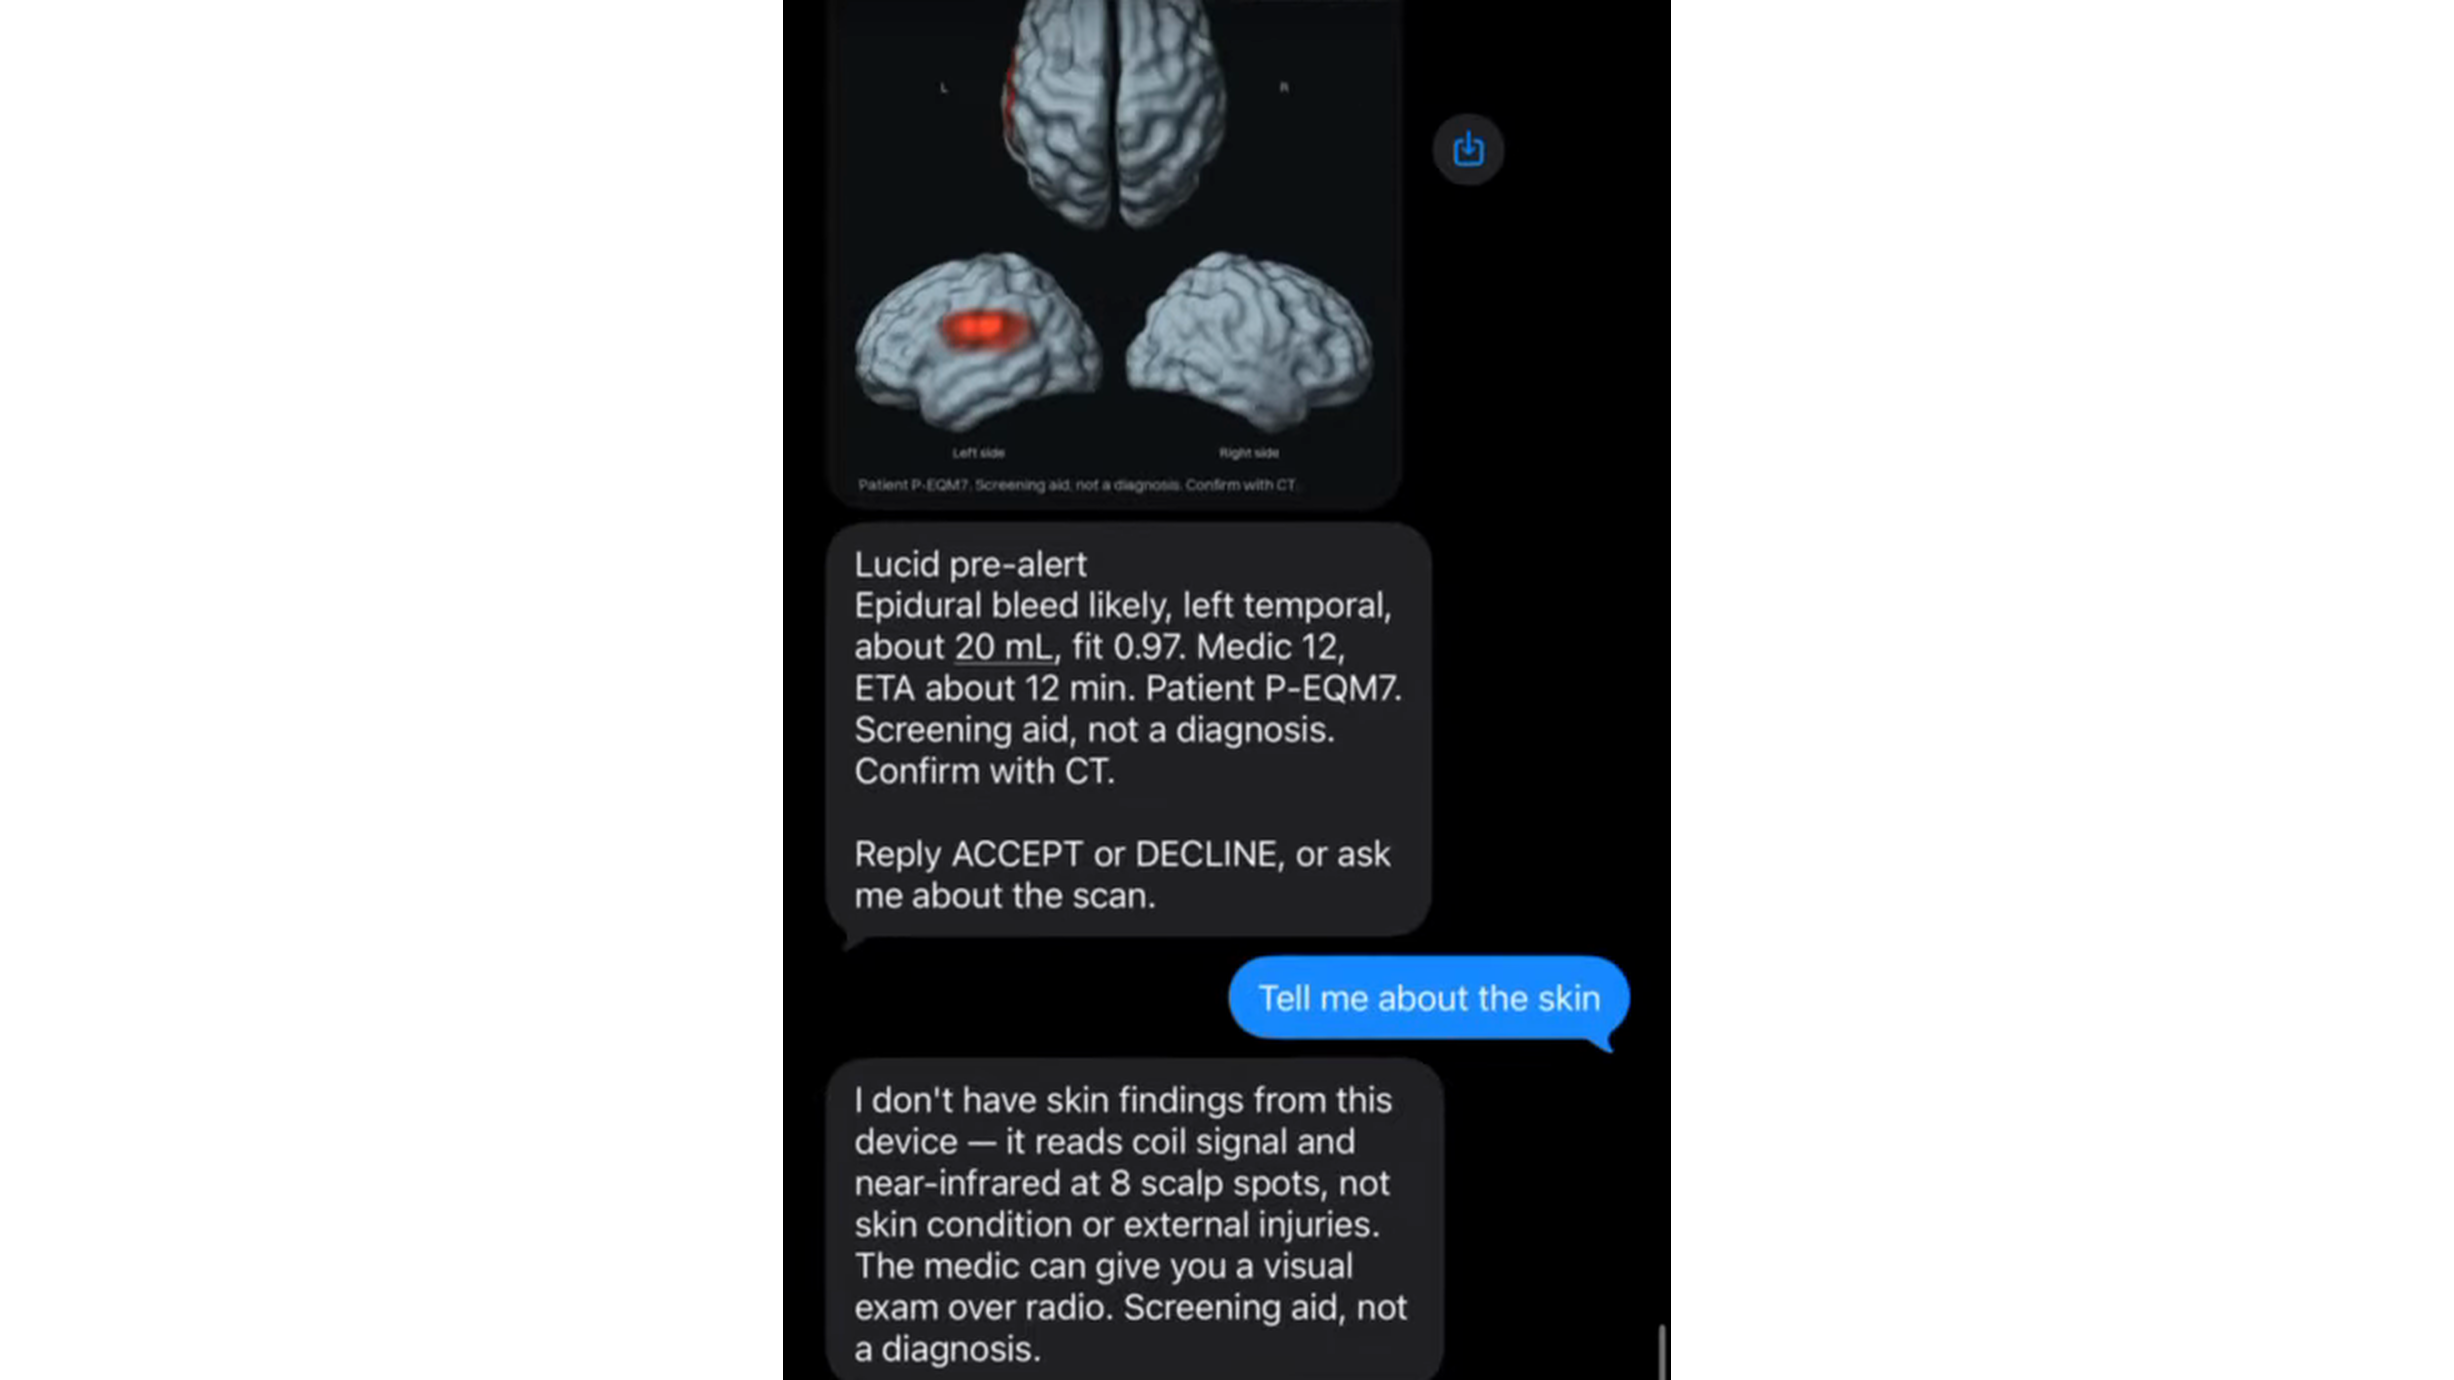 L
R
Left side
Right side
Patient P-EQM7. Screening aid, not a diagnosis. Confirm with CT.
Lucid pre-alert
Epidural bleed likely, left temporal,
about 20 mL, fit 0.97. Medic 12,
ETA about 12 min. Patient P-EQM7.
Screening aid, not a diagnosis.
Confirm with CT.
Reply ACCEPT or DECLINE, or ask
me about the scan.
Tell me about the skin
I don't have skin findings from this
device — it reads coil signal and
near-infrared at 8 scalp spots, not
skin condition or external injuries.
The medic can give you a visual
exam over radio. Screening aid, not
a diagnosis.